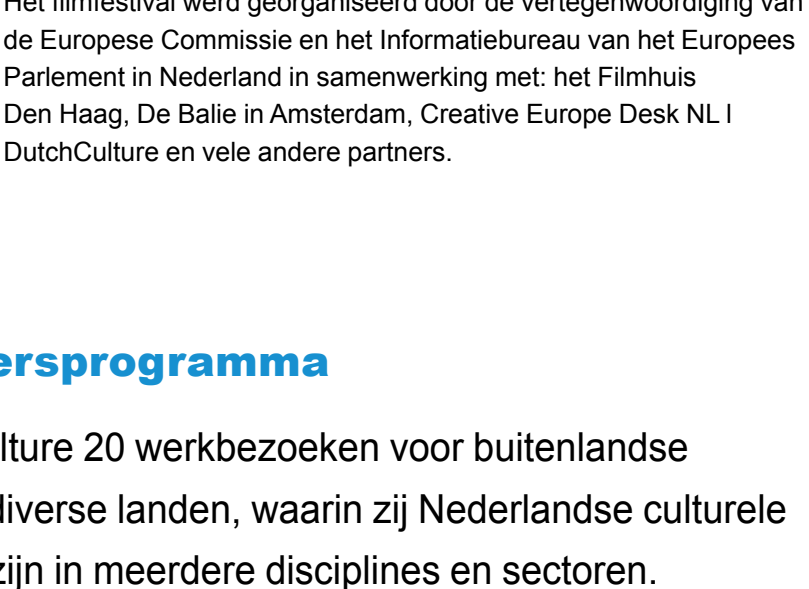 Het filmfestival werd georganiseerd door de vertegenwoordiging van
de Europese Commissie en het Informatiebureau van het Europees
Parlement in Nederland in samenwerking met: het Filmhuis
Den Haag, De Balie in Amsterdam, Creative Europe Desk NL I
DutchCulture en vele andere partners.
ersprogramma
lture 20 werkbezoeken voor buitenlandse
diverse landen, waarin zij Nederlandse culturele
zijn in meerdere disciplines en sectoren.